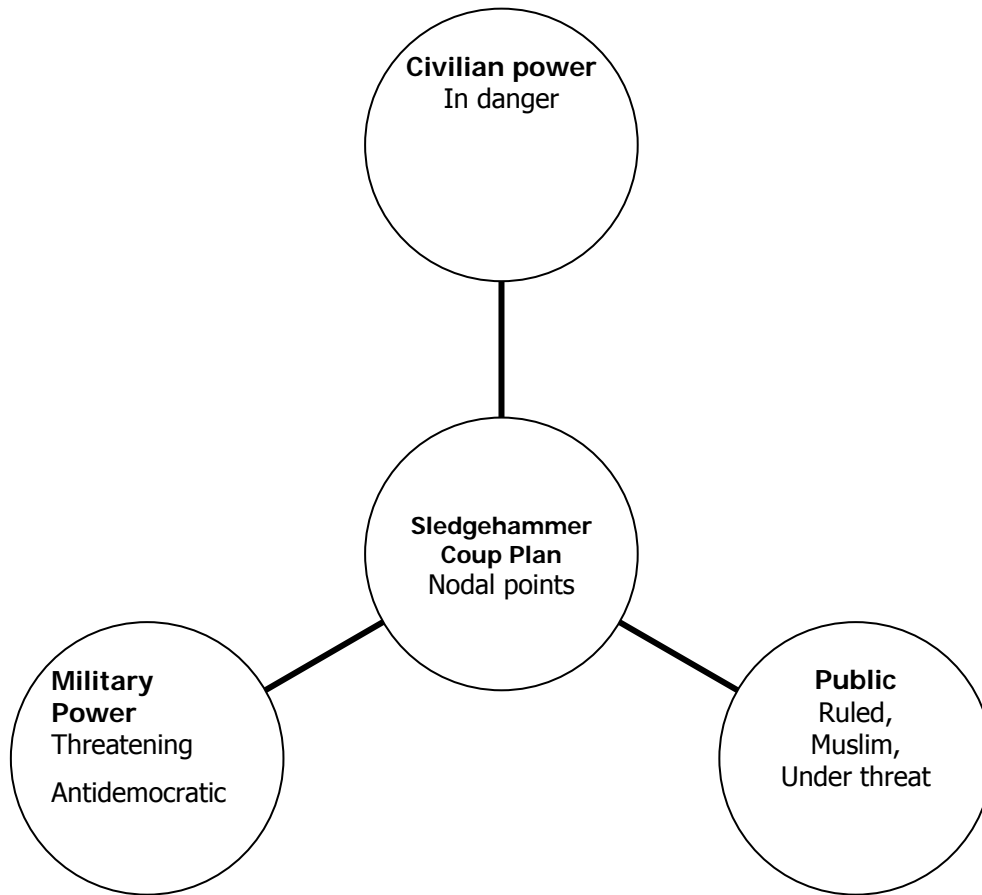 Civilian power
In danger
Sledgehammer
Coup Plan
Nodal points
Military
Power
Threatening
Antidemocratic
Public
Ruled,
Muslim,
Under threat